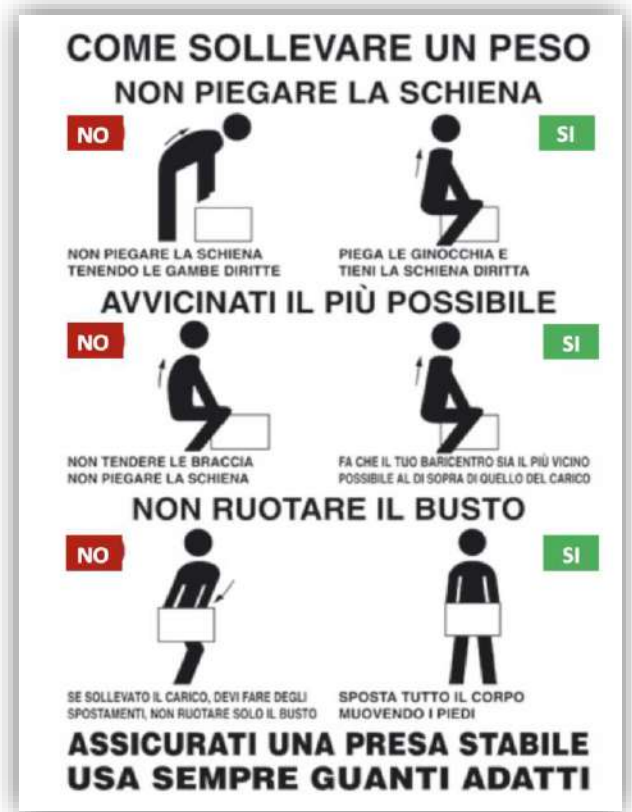 COME SOLLEVARE UN PESO
NON PIEGARE LA SCHIENA
NO
SI
NON PIEGARE LA SCHIENA
TENENDO LE GAMBE DIRITTE
PIEGA LE GINOCCHIA E
TIENI LA SCHIENA DIRITTA
AVVICINATI IL PIÙ POSSIBILE
NO
SI
NON TENDERE LE BRACCIA
NON PIEGARE LA SCHIENA
FA CHE IL TUO BARICENTRO SIA IL PIÙ VICINO
POSSIBILE AL DI SOPRA DI QUELLO DEL CARICO
NON RUOTARE IL BUSTO
NO
SI
SE SOLLEVATO IL CARICO, DEVI FARE DEGLI
SPOSTAMENTI, NON RUOTARE SOLO IL BUSTO
SPOSTA TUTTO IL CORPO
MUOVENDO I PIEDI
ASSICURATI UNA PRESA STABILE
USA SEMPRE GUANTI ADATTI